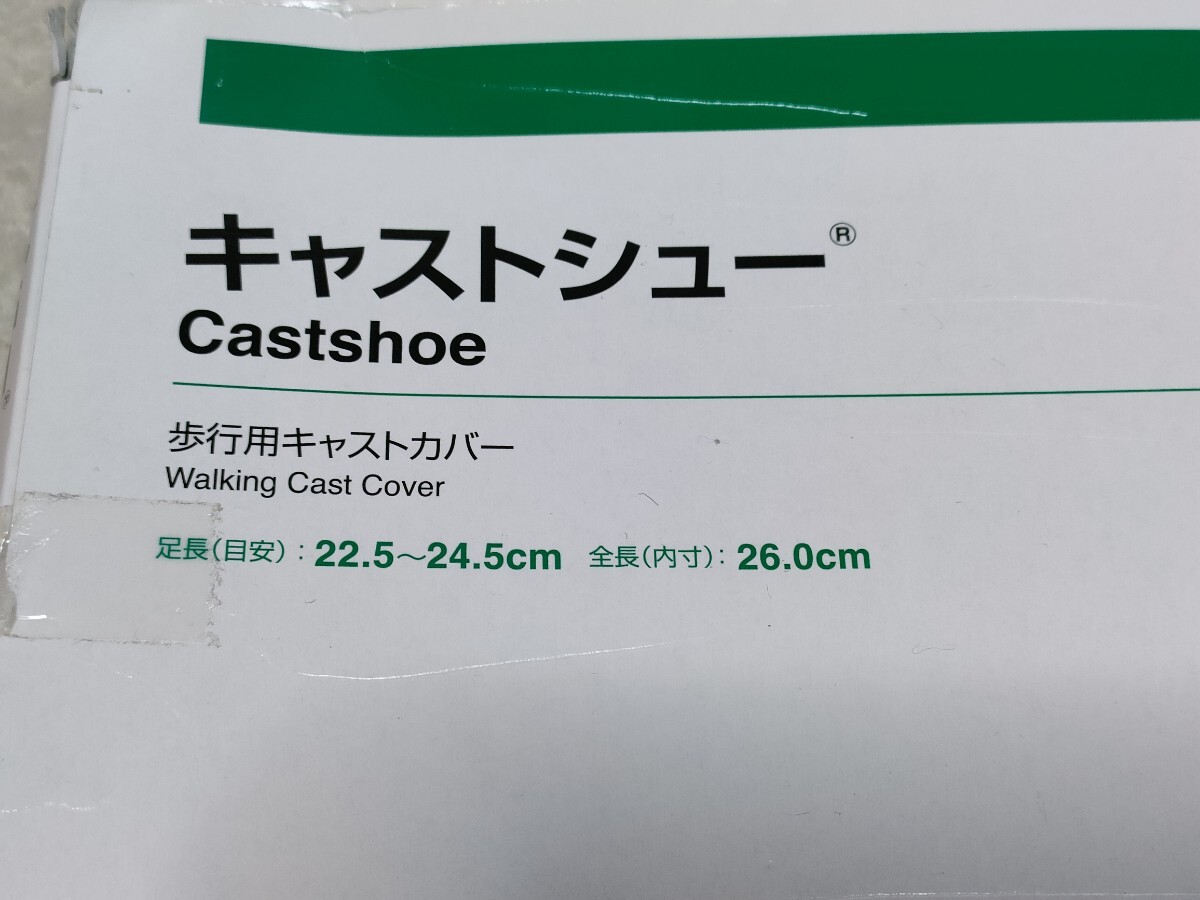 キャストシュー®
Castshoe
歩行用キャストカバー
Walking Cast Cover
足長(目安)：22.5～24.5cm 全長(内寸)：26.0cm